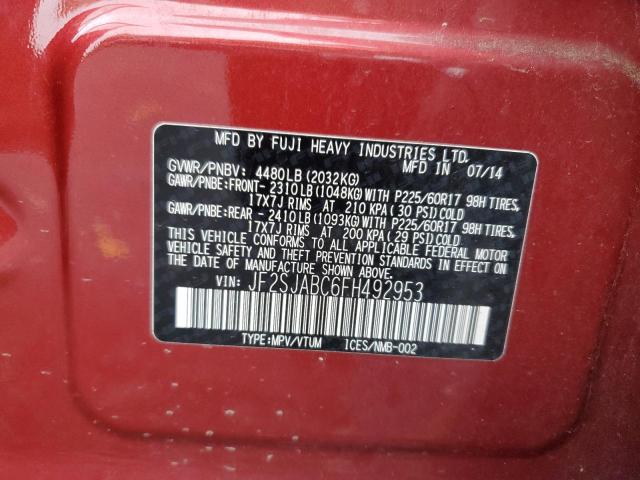 MFD BY FUJI HEAVY INDUSTRIES LTD.
GVWR/PNBV: 4480LB(2032KG) MFD IN 07/14
GAWR/PNBE:FRONT- 2310LB(1048KG)WITH P225/60R17 98H TIRES,
17X7J RIMS AT 210 KPA(30 PSI)COLD
GAWR/PNBE:REAR - 2410LB(1093KG)WITH P225/60R17 98H TIRES,
17X7J RIMS AT 200 KPA(29 PSI)COLD
THIS VEHICLE CONFORMS TO ALL APPLICABLE FEDERAL MOTOR
VEHICLE SAFETY AND THEFT PREVENTION STANDARDS IN EFFECT ON
THE DATE OF MANUFACTURE SHOWN ABOVE.
VIN: JF2SJABC6FH492953
TYPE:MPV/VTUM ICES/NMB-002